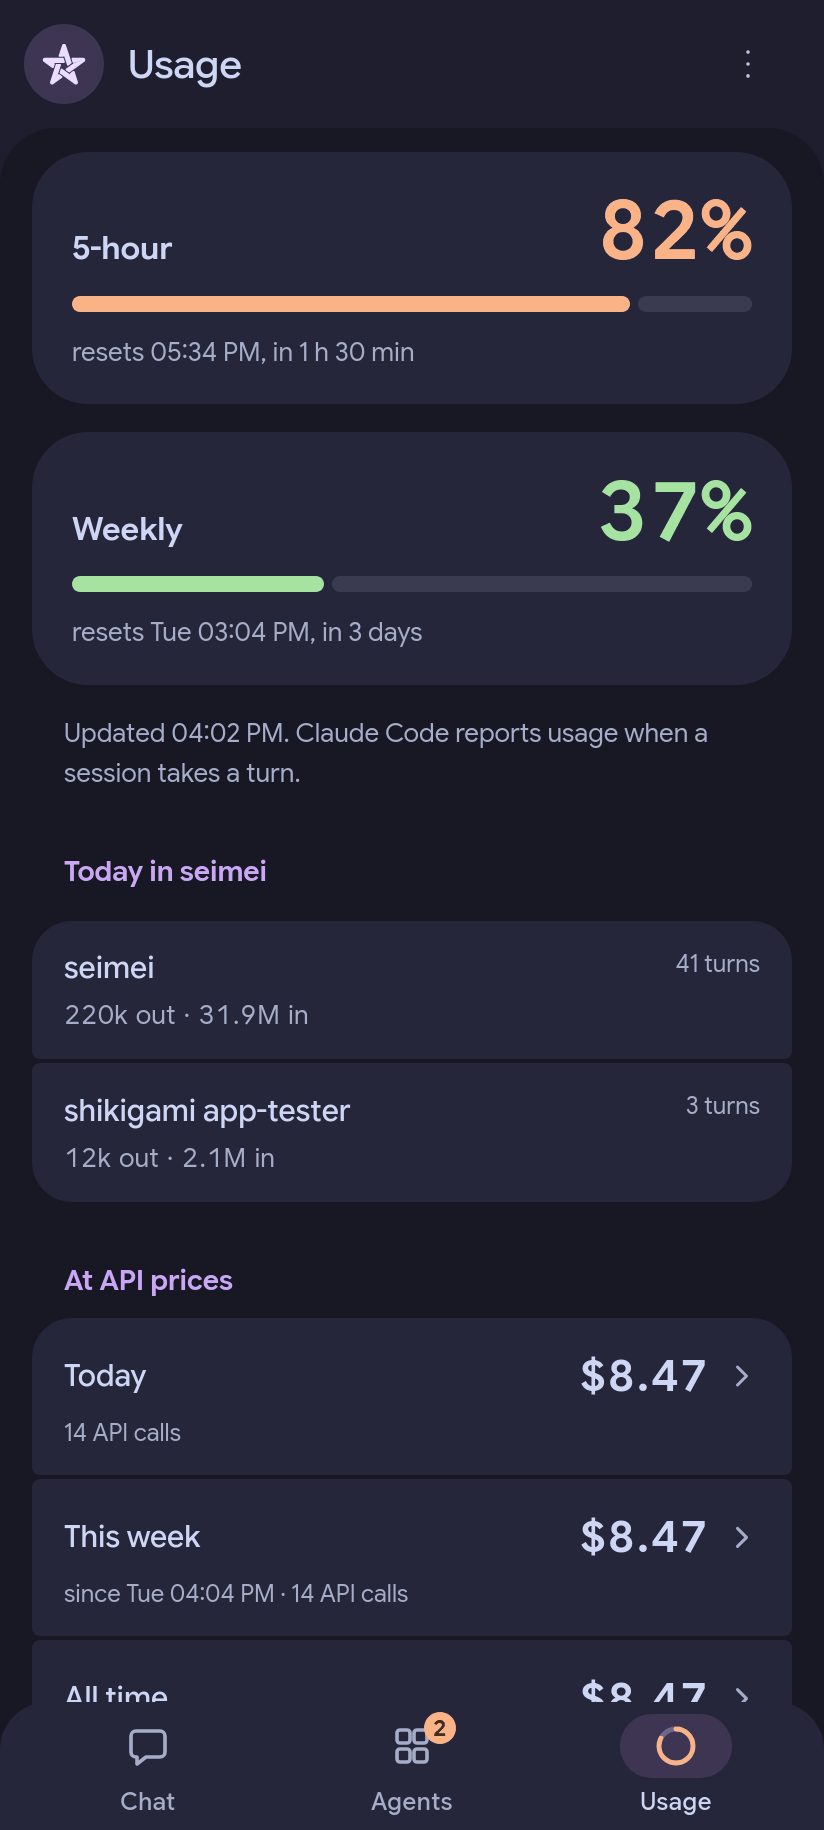 Usage
5-hour
82%
resets 05:34 PM, in 1 h 30 min
Weekly
37%
resets Tue 03:04 PM, in 3 days
Updated 04:02 PM. Claude Code reports usage when a
session takes a turn.
Today in seimei
seimei
41 turns
220k out · 31.9M in
shikigami app-tester
3 turns
12k out · 2.1M in
At API prices
Today
$8.47
14 API calls
This week
$8.47
since Tue 04:04 PM · 14 API calls
All time
$8.47
2
Chat
Agents
Usage